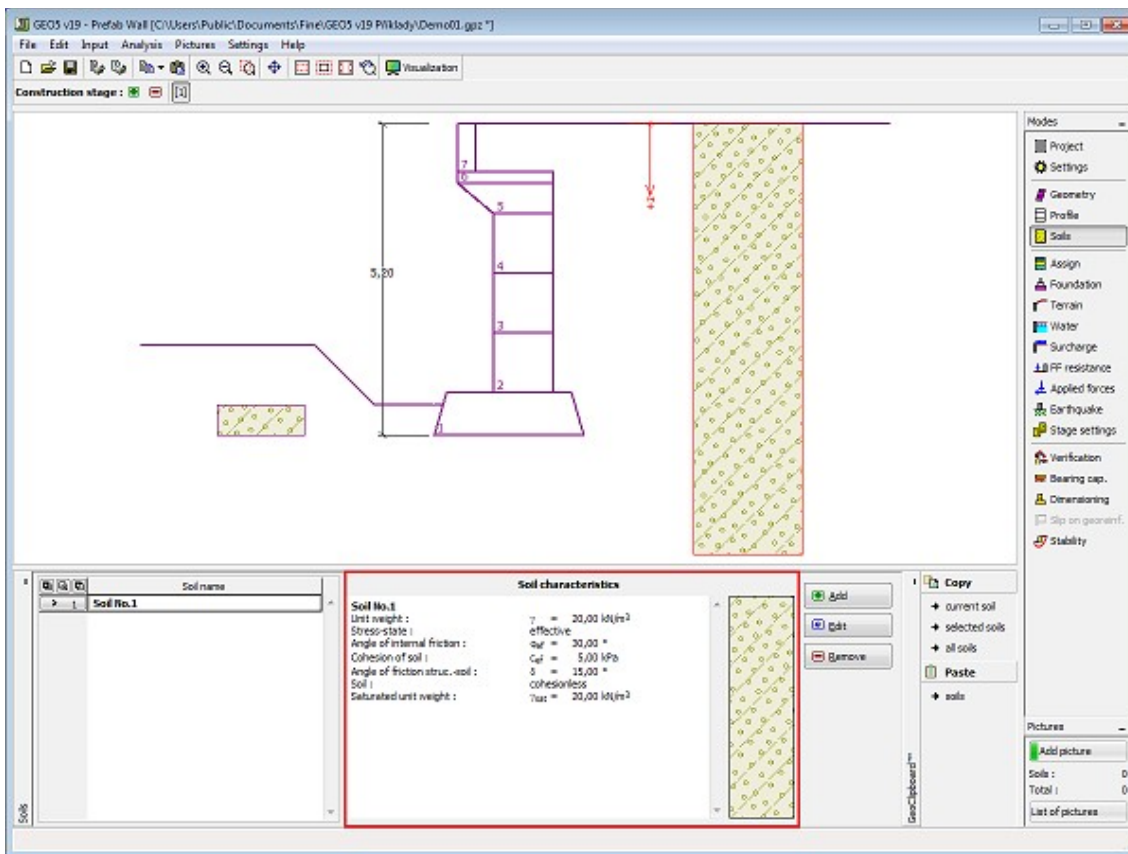 GEO5 v19 - Prefab Wall [C:\Users\Public\Documents\Fine\GEO5 v19 Příklady\Demo01.gpz *]
File Edit Input Analysis Pictures Settings Help
Visualization
Construction stage : [1]
7
6
5
4
3
2
1
5,20
+z
Modes
Project
Settings
Geometry
Profile
Soils
Assign
Foundation
Terrain
Water
Surcharge
FF resistance
Applied forces
Earthquake
Stage settings
Verification
Bearing cap.
Dimensioning
Slip on georeinf.
Stability
Soil name
> 1 Soil No.1
Soils
Soil characteristics
Soil No.1
Unit weight : γ = 20,00 kN/m³
Stress-state : effective
Angle of internal friction : φef = 30,00 °
Cohesion of soil : cef = 5,00 kPa
Angle of friction struc.-soil : δ = 15,00 °
Soil : cohesionless
Saturated unit weight : γsat = 20,00 kN/m³
Add
Edit
Remove
GeoClipboard™
Copy
current soil
selected soils
all soils
Paste
soils
Pictures
Add picture
Soils : 0
Total : 0
List of pictures